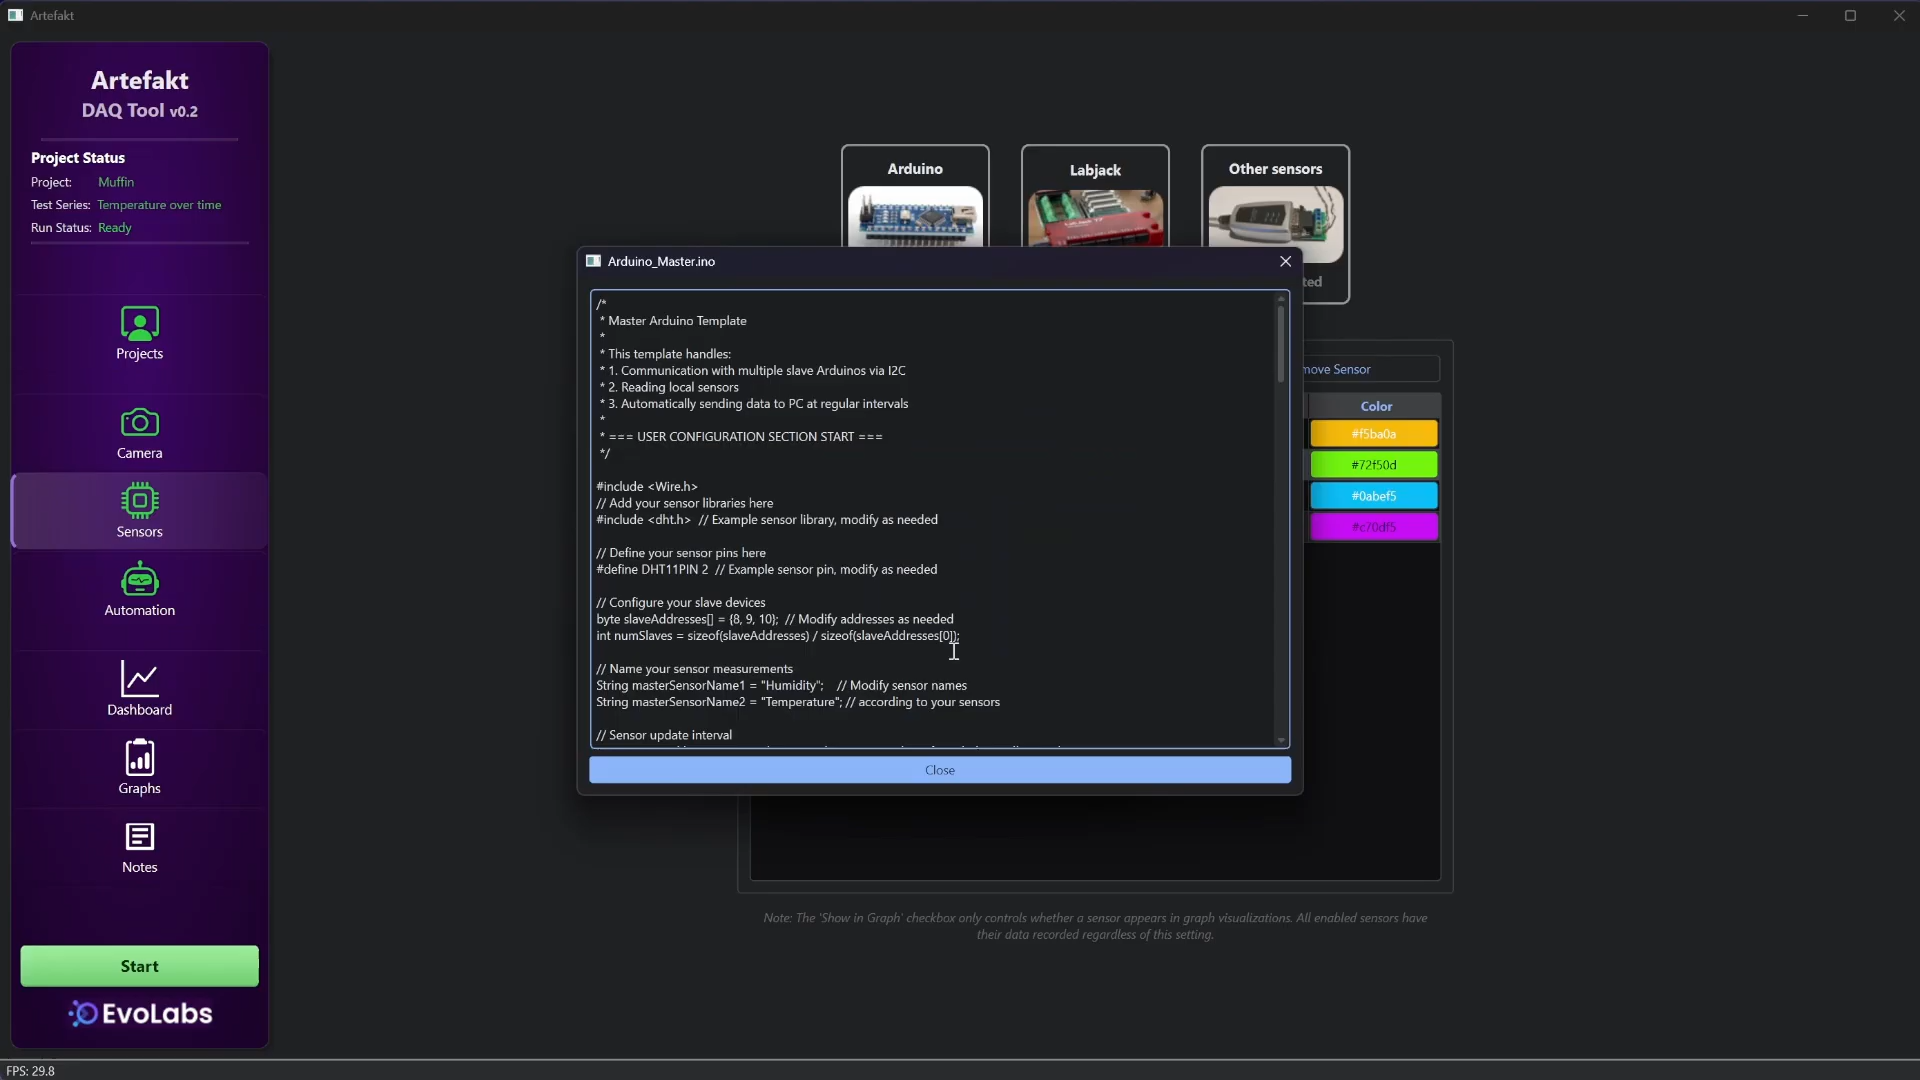 Artefakt
Artefakt
DAQ Tool v0.2
Project Status
Project: Muffin
Test Series: Temperature over time
Run Status: Ready
Projects
Camera
Sensors
Automation
Dashboard
Graphs
Notes
Start
EvoLabs
FPS: 29.8
Arduino
Labjack
Other sensors
ted
Arduino_Master.ino
/*
* Master Arduino Template
*
* This template handles:
* 1. Communication with multiple slave Arduinos via I2C
* 2. Reading local sensors
* 3. Automatically sending data to PC at regular intervals
*
* === USER CONFIGURATION SECTION START ===
*/
#include <Wire.h>
// Add your sensor libraries here
#include <dht.h>  // Example sensor library, modify as needed
// Define your sensor pins here
#define DHT11PIN 2  // Example sensor pin, modify as needed
// Configure your slave devices
byte slaveAddresses[] = {8, 9, 10};  // Modify addresses as needed
int numSlaves = sizeof(slaveAddresses) / sizeof(slaveAddresses[0]);
// Name your sensor measurements
String masterSensorName1 = "Humidity";    // Modify sensor names
String masterSensorName2 = "Temperature"; // according to your sensors
// Sensor update interval
Close
move Sensor
Color
#f5ba0a
#72f50d
#0abef5
#c70df5
Note: The 'Show in Graph' checkbox only controls whether a sensor appears in graph visualizations. All enabled sensors have
their data recorded regardless of this setting.